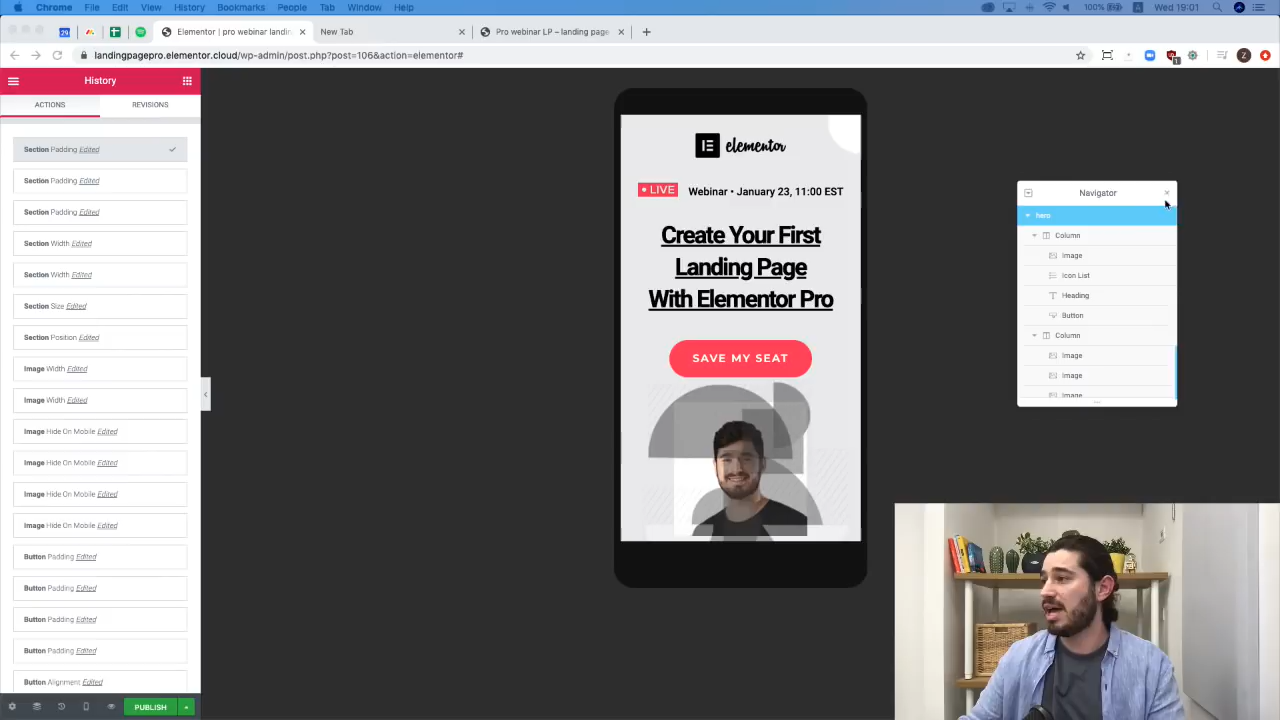 Chrome File Edit View History Bookmarks People Tab Window Help
100% A Wed 19:01
29 Elementor | pro webinar landin × New Tab × Pro webinar LP – landing page × +
landingpagepro.elementor.cloud/wp-admin/post.php?post=106&action=elementor#
1 Z
History
ACTIONS REVISIONS
Section Padding Edited
Section Padding Edited
Section Padding Edited
Section Width Edited
Section Width Edited
Section Size Edited
Section Position Edited
Image Width Edited
Image Width Edited
Image Hide On Mobile Edited
Image Hide On Mobile Edited
Image Hide On Mobile Edited
Image Hide On Mobile Edited
Button Padding Edited
Button Padding Edited
Button Padding Edited
Button Padding Edited
Button Alignment Edited
PUBLISH
elementor
• LIVE Webinar • January 23, 11:00 EST
Create Your First
Landing Page
With Elementor Pro
SAVE MY SEAT
Navigator
hero
Column
Image
Icon List
Heading
Button
Column
Image
Image
Image